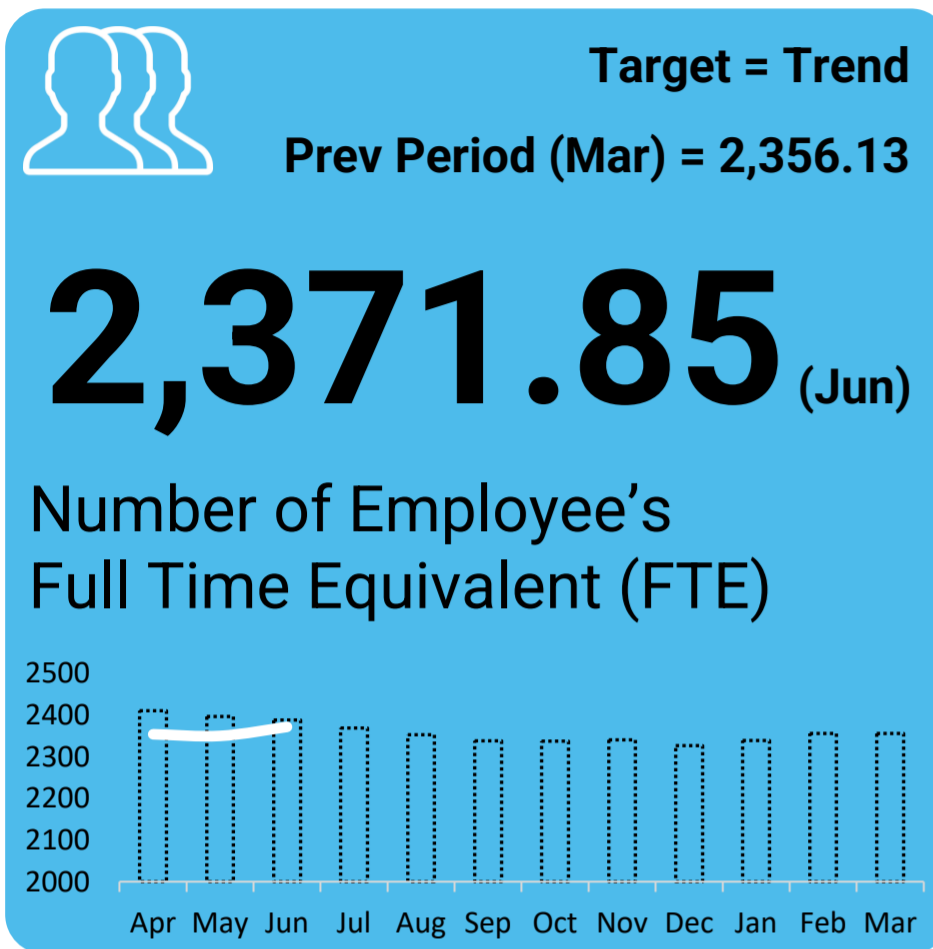 Target = Trend
Prev Period (Mar) = 2,356.13
2,371.85 (Jun)
Number of Employee’s
Full Time Equivalent (FTE)
2500
2400
2300
2200
2100
2000
Apr May Jun Jul Aug Sep Oct Nov Dec Jan Feb Mar